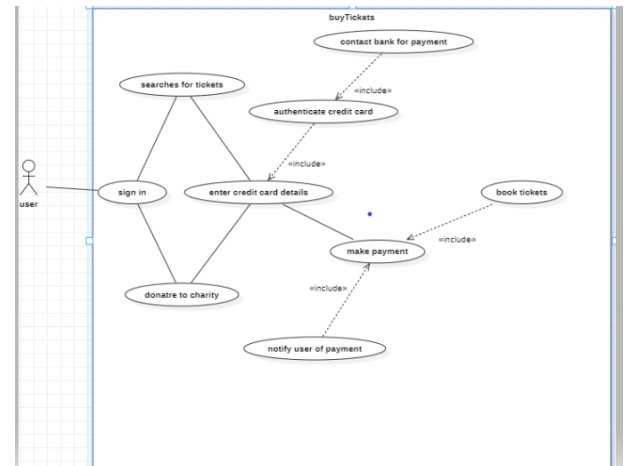 buyTickets
contact bank for payment
«include»
searches for tickets
authenticate credit card
«include»
user
sign in
enter credit card details
book tickets
«include»
make payment
«include»
donatre to charity
notify user of payment